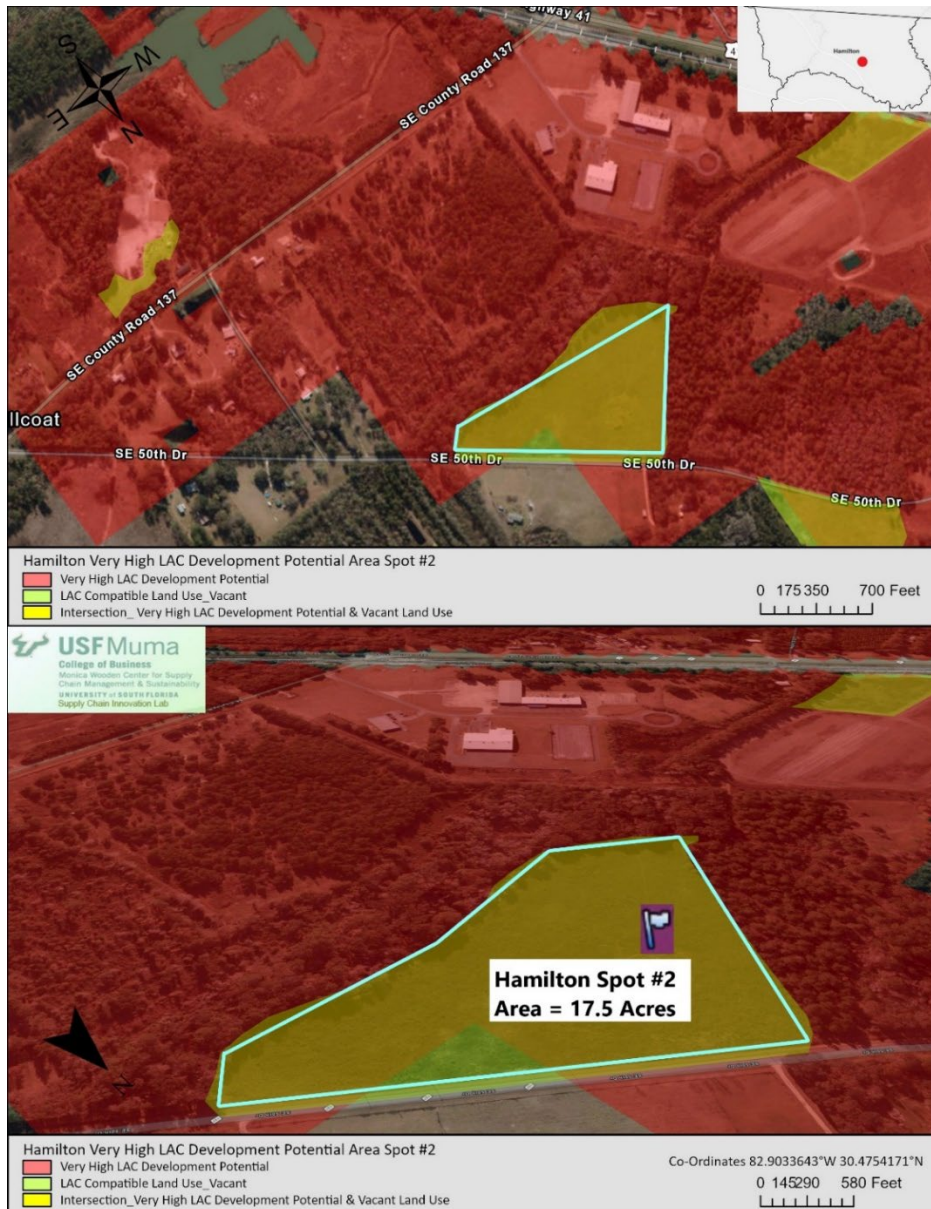 ghway 41
S
W
E
N
SE County Road 137
4
Hamilton
SE County Road 137
llcoat
SE 50th Dr
SE 50th Dr
SE 50th Dr
SE 50th Dr
Hamilton Very High LAC Development Potential Area Spot #2
Very High LAC Development Potential
LAC Compatible Land Use_Vacant
Intersection_ Very High LAC Development Potential & Vacant Land Use
0 175 350 700 Feet
USF Muma
College of Business
Monica Wooden Center for Supply
Chain Management & Sustainability
UNIVERSITY of SOUTH FLORIDA
Supply Chain Innovation Lab
Hamilton Spot #2
Area = 17.5 Acres
N
Hamilton Very High LAC Development Potential Area Spot #2
Very High LAC Development Potential
LAC Compatible Land Use_Vacant
Intersection_Very High LAC Development Potential & Vacant Land Use
Co-Ordinates 82.9033643°W 30.4754171°N
0 145290 580 Feet